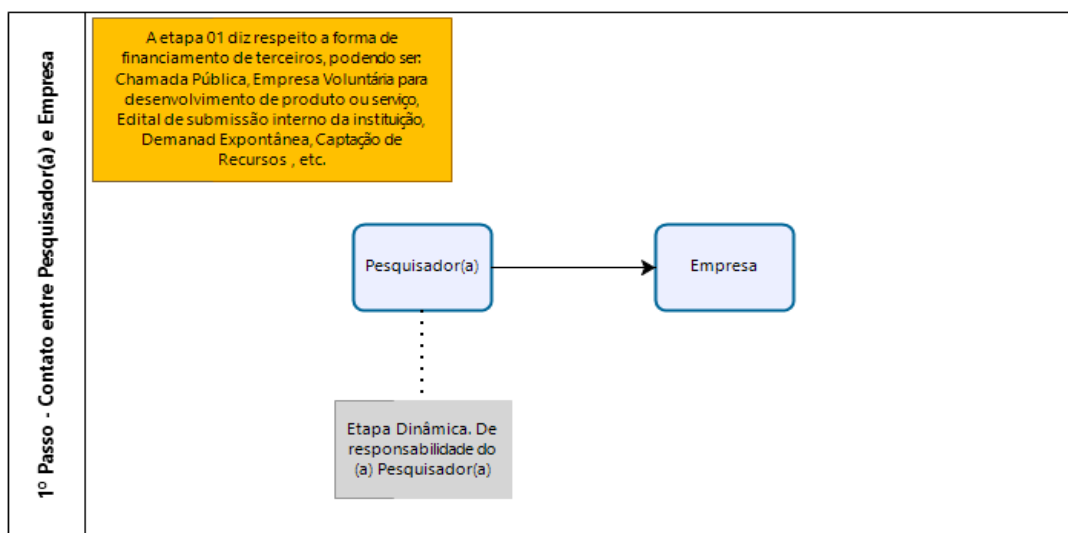 1º Passo - Contato entre Pesquisador(a) e Empresa
A etapa 01 diz respeito a forma de
financiamento de terceiros, podendo ser:
Chamada Pública, Empresa Voluntária para
desenvolvimento de produto ou serviço,
Edital de submissão interno da instituição,
Demanad Expontânea, Captação de
Recursos , etc.
Pesquisador(a)
Empresa
Etapa Dinâmica. De
responsabilidade do
(a) Pesquisador(a)